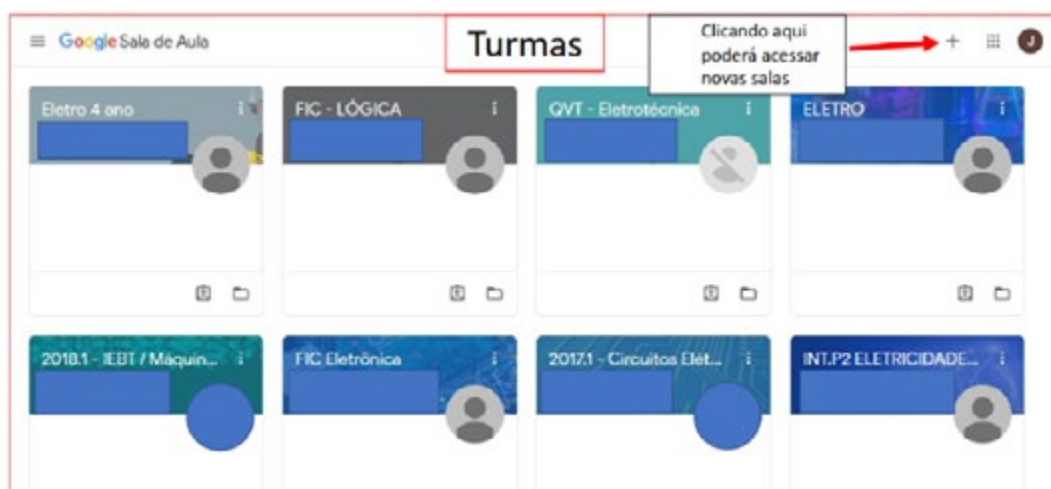 Google Sala de Aula
Turmas
Clicando aqui
poderá acessar
novas salas
J
Eletro 4 ano
FIC - LÓGICA
QVT - Eletrotécnica
ELETRO
2018.1 - IEBT / Máquin...
FIC Eletrônica
2017.1 - Circuitos Elét...
INT.P2 ELETRICIDADE...